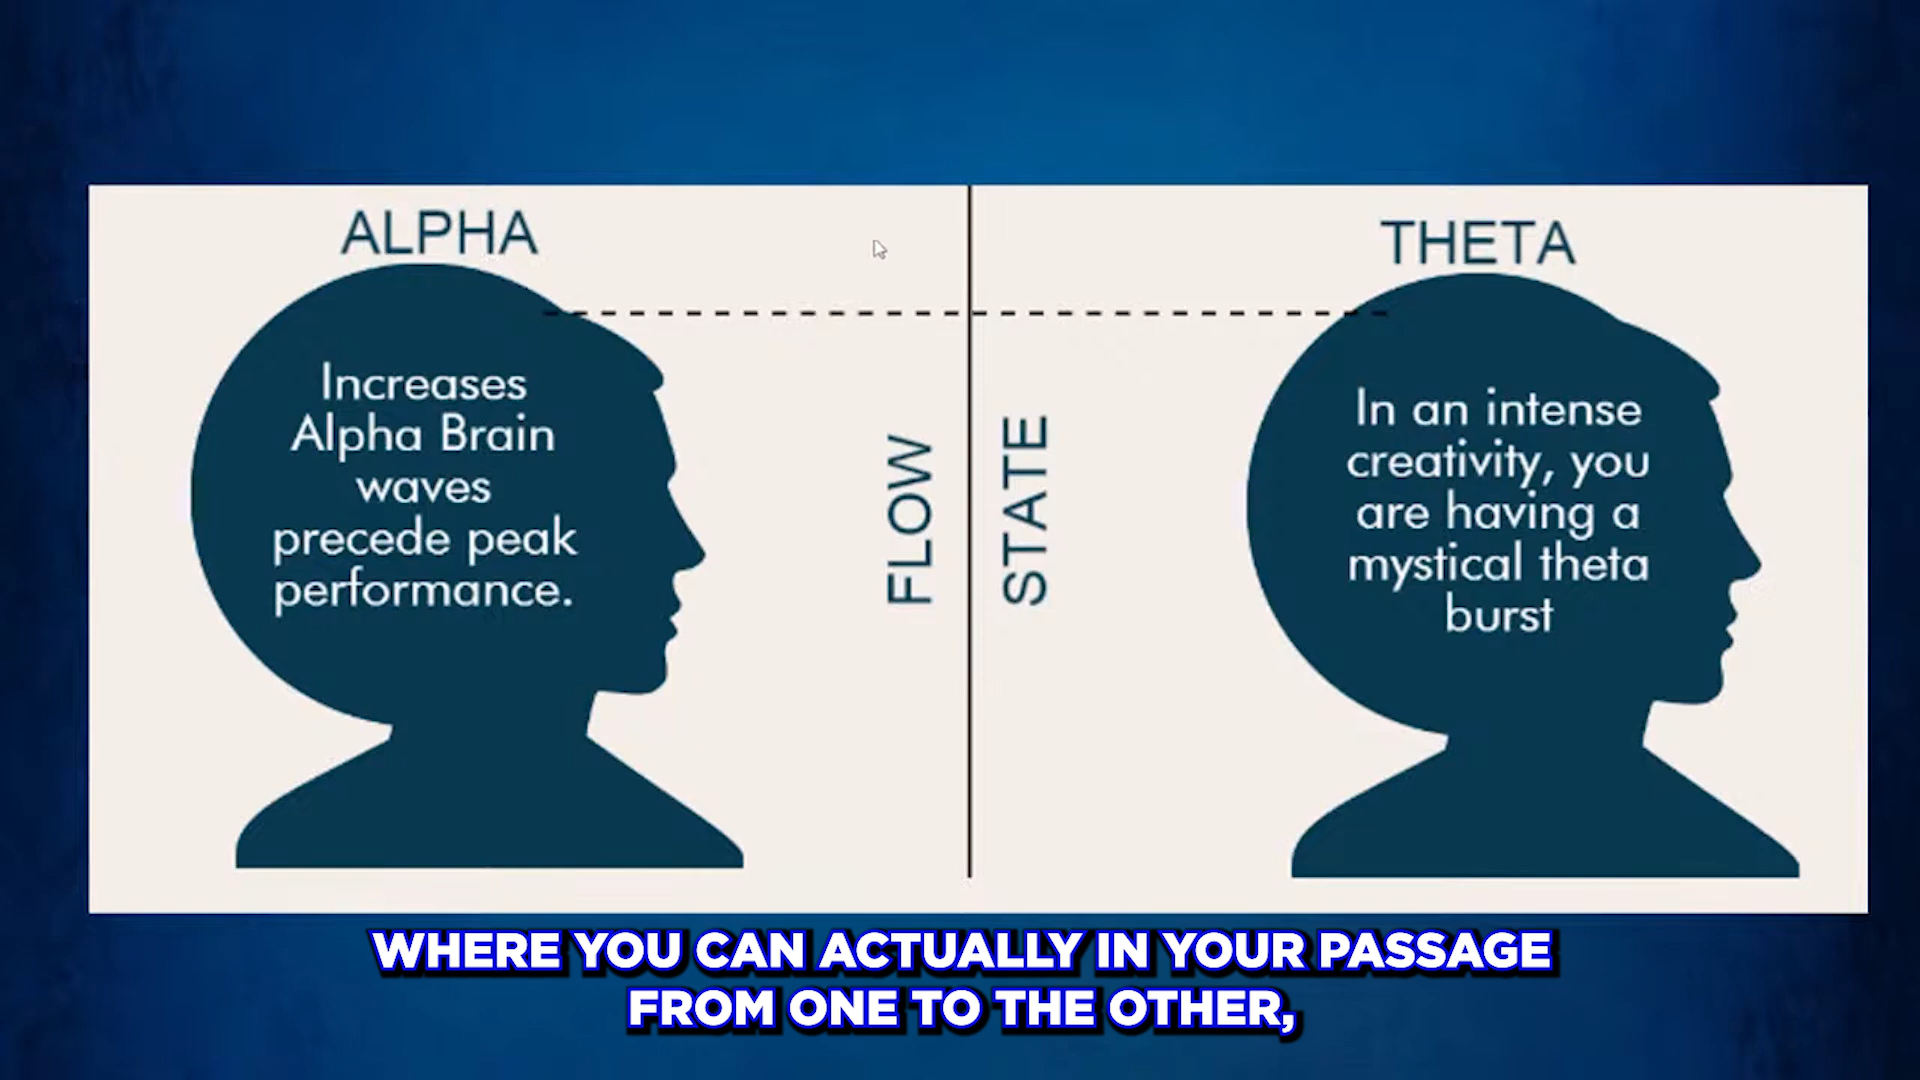 ALPHA
Increases
Alpha Brain
waves
precede peak
performance.
FLOW
STATE
THETA
In an intense
creativity, you
are having a
mystical theta
burst
WHERE YOU CAN ACTUALLY IN YOUR PASSAGE
FROM ONE TO THE OTHER,